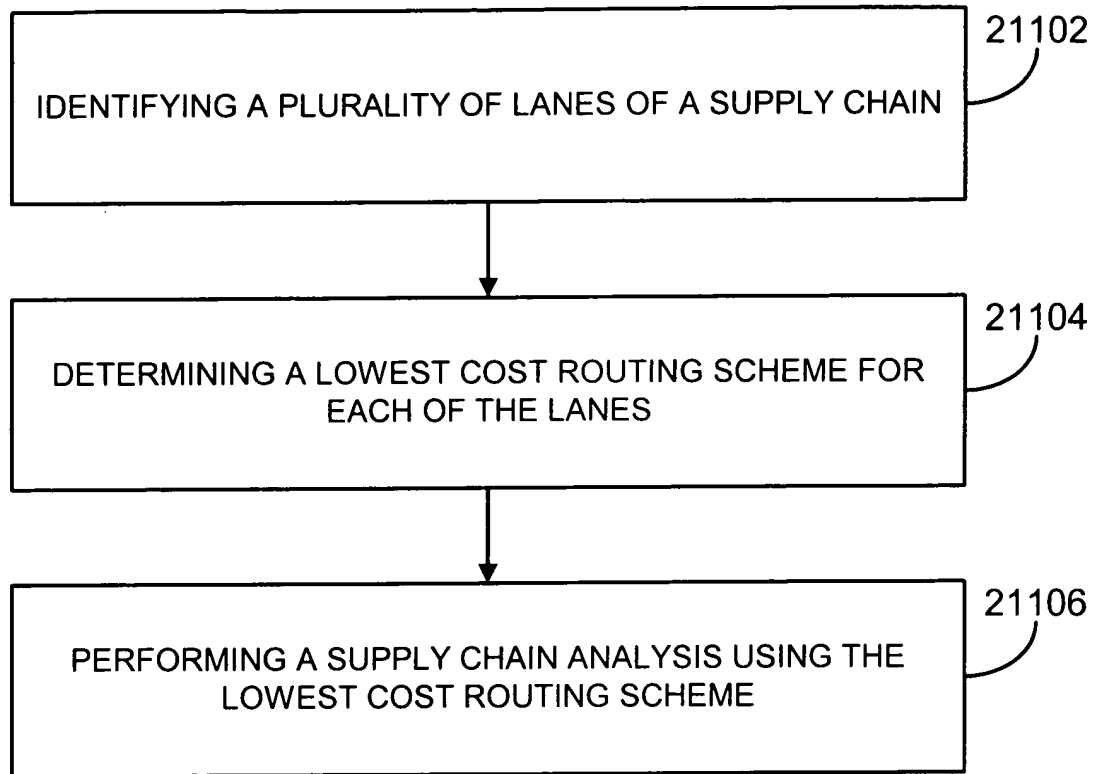 21102
IDENTIFYING A PLURALITY OF LANES OF A SUPPLY CHAIN
21104
DETERMINING A LOWEST COST ROUTING SCHEME FOR
EACH OF THE LANES
21106
PERFORMING A SUPPLY CHAIN ANALYSIS USING THE
LOWEST COST ROUTING SCHEME